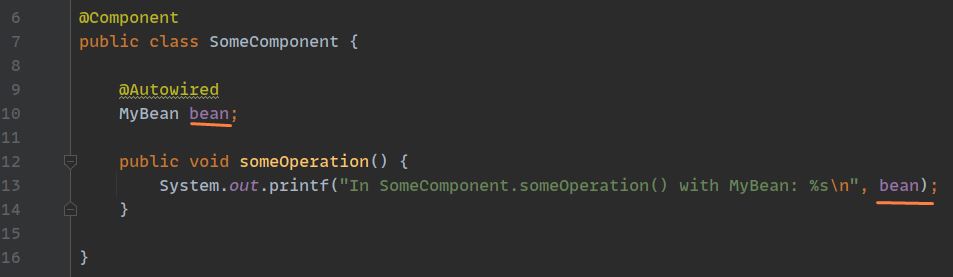 6 @Component
7 public class SomeComponent {
8
9 @Autowired
10 MyBean bean;
11
12 public void someOperation() {
13 System.out.printf("In SomeComponent.someOperation() with MyBean: %s\n", bean);
14 }
15
16 }